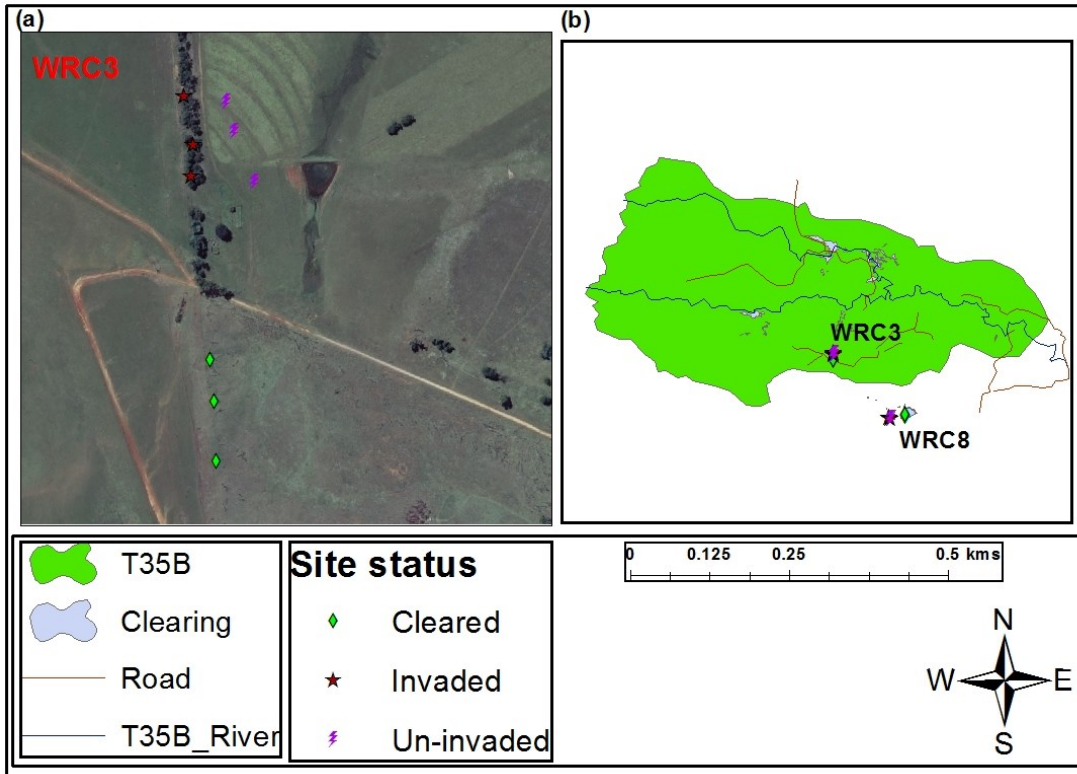 (a)
(b)
WRC3
WRC3
WRC8
T35B
Clearing
Road
T35B_River
Site status
Cleared
Invaded
Un-invaded
0 0.125 0.25 0.5 kms
N
W E
S